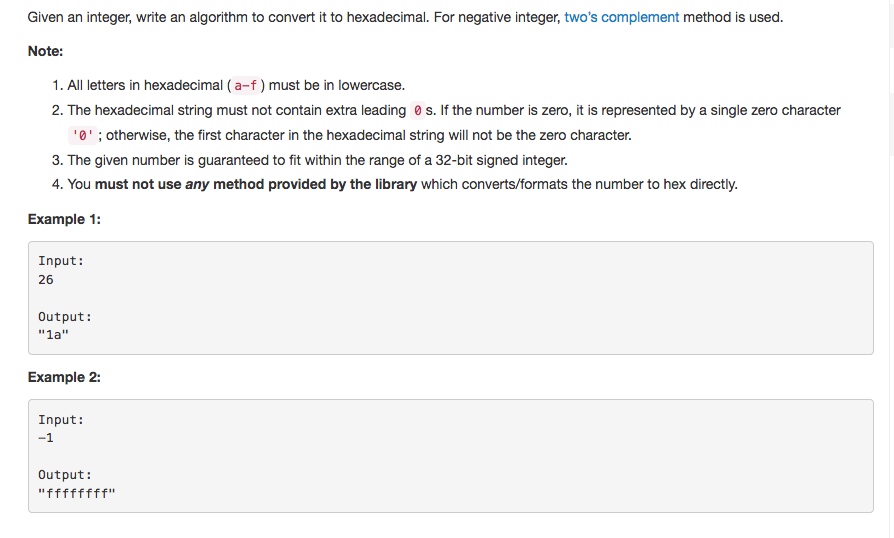 Given an integer, write an algorithm to convert it to hexadecimal. For negative integer, two's complement method is used.
Note:
1. All letters in hexadecimal (a-f) must be in lowercase.
2. The hexadecimal string must not contain extra leading 0 s. If the number is zero, it is represented by a single zero character
'0'; otherwise, the first character in the hexadecimal string will not be the zero character.
3. The given number is guaranteed to fit within the range of a 32-bit signed integer.
4. You must not use any method provided by the library which converts/formats the number to hex directly.
Example 1:
Input:
26
Output:
"1a"
Example 2:
Input:
-1
Output:
"ffffffff"